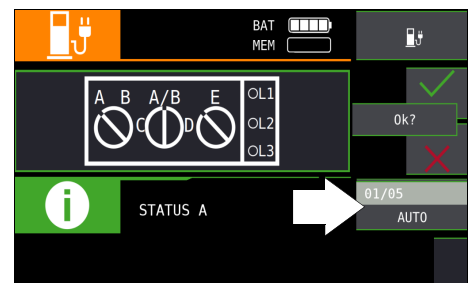 BAT
MEM
A B A/B E
C D
OL1
OL2
OL3
Ok?
i
STATUS A
01/05
AUTO